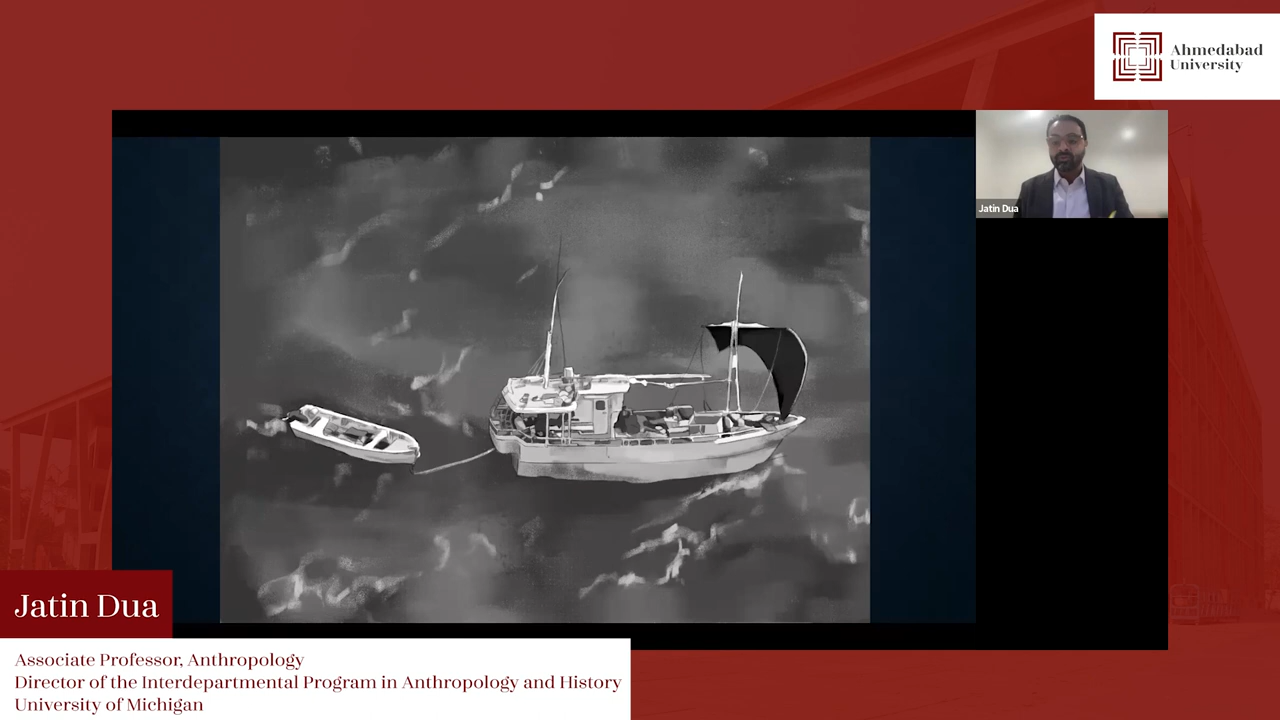 Ahmedabad
University
Jatin Dua
Jatin Dua
Associate Professor, Anthropology
Director of the Interdepartmental Program in Anthropology and History
University of Michigan